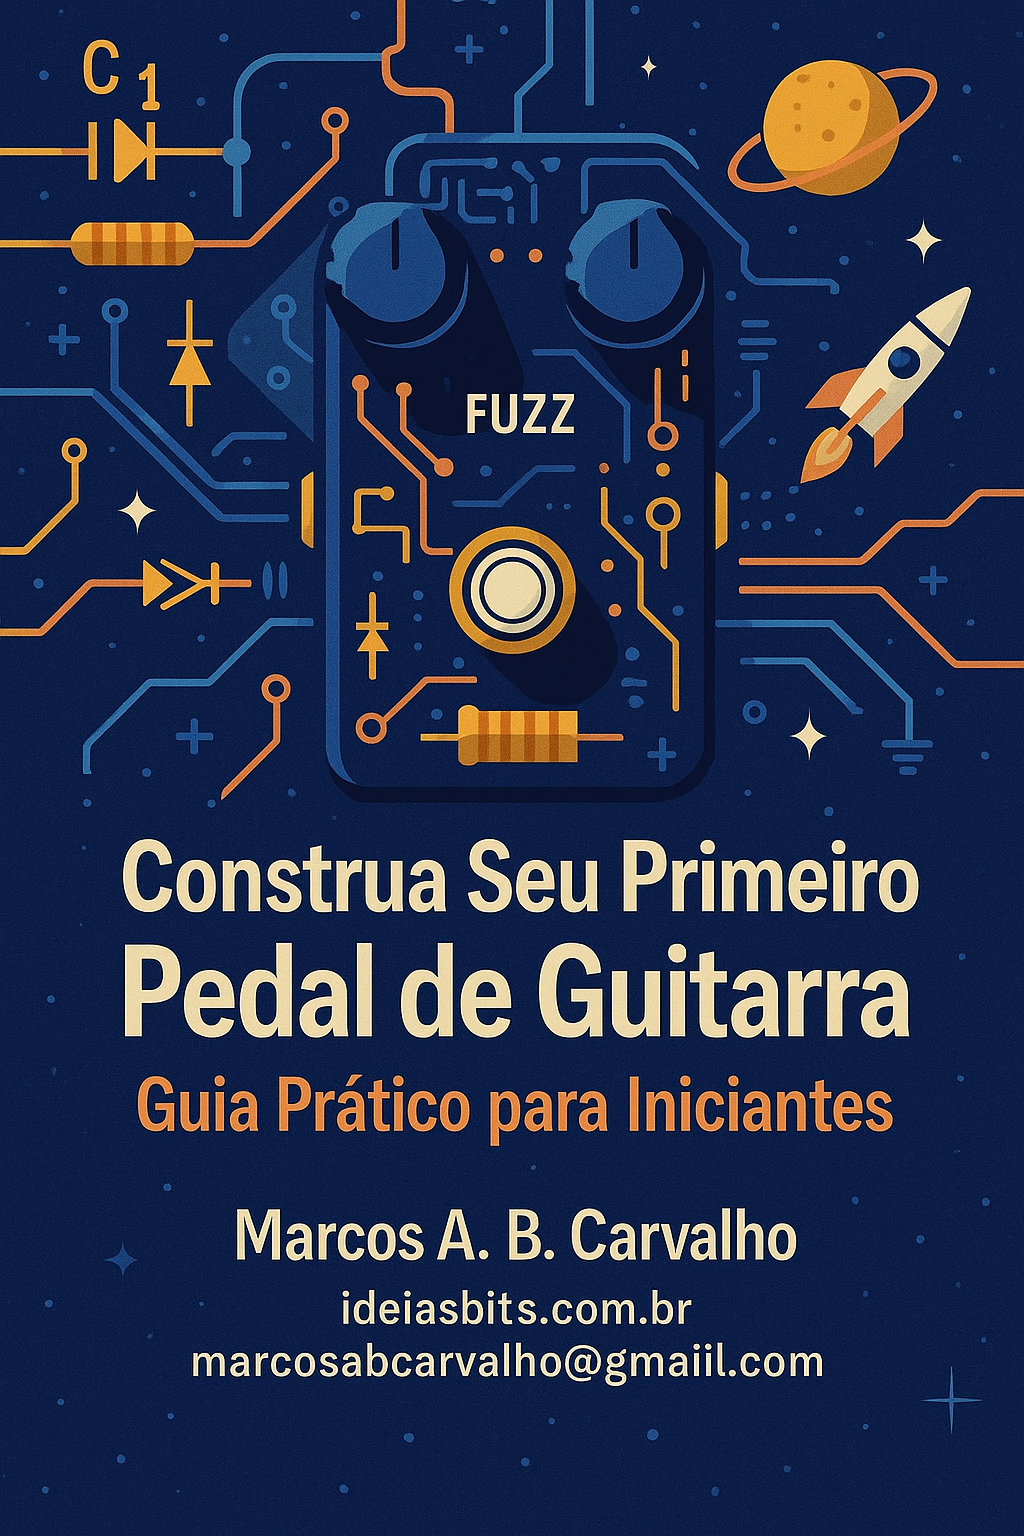 C 1
FUZZ
Construa Seu Primeiro
Pedal de Guitarra
Guia Prático para Iniciantes
Marcos A. B. Carvalho
ideiasbits.com.br
marcosabcarvalho@gmaiil.com